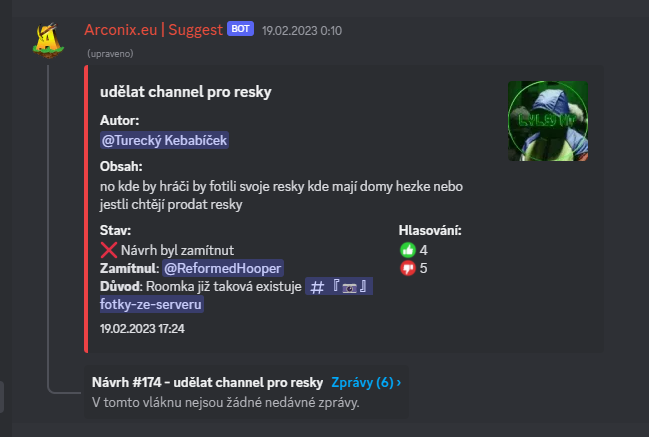 Arconix.eu | Suggest BOT 19.02.2023 0:10
(upraveno)
udělat channel pro resky
Autor:
@Turecký Kebabíček
Obsah:
no kde by hráči by fotili svoje resky kde mají domy hezke nebo
jestli chtějí prodat resky
Stav: Hlasování:
❌ Návrh byl zamítnut 👍 4
Zamítnul: @ReformedHooper 👎 5
Důvod: Roomka již taková existuje # 『📼』
fotky-ze-serveru
19.02.2023 17:24
Návrh #174 - udělat channel pro resky Zprávy (6) ›
V tomto vláknu nejsou žádné nedávné zprávy.